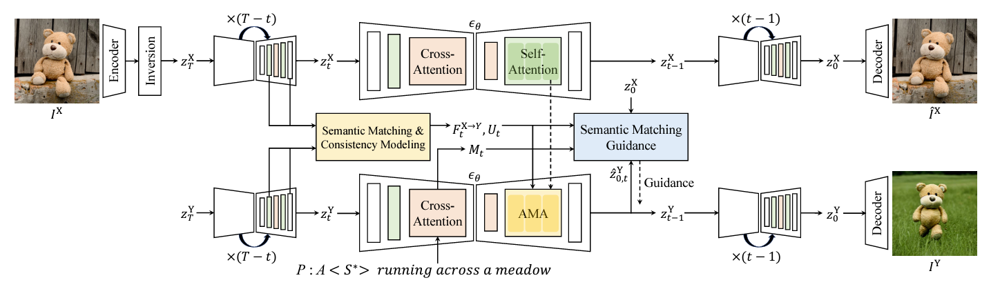 ×(T − t)
ϵ_θ
×(t − 1)
Encoder
Inversion
z_T^X
z_t^X
Cross-
Attention
Self-
Attention
z_{t−1}^X
z_0^X
Decoder
I^X
z_0^X
Î^X
Semantic Matching &
Consistency Modeling
F_t^{X→Y}, U_t
M_t
Semantic Matching
Guidance
ẑ_{0,t}^Y
Guidance
ϵ_θ
z_T^Y
z_t^Y
Cross-
Attention
AMA
z_{t−1}^Y
z_0^Y
Decoder
×(T − t)
×(t − 1)
I^Y
P : A < S* > running across a meadow